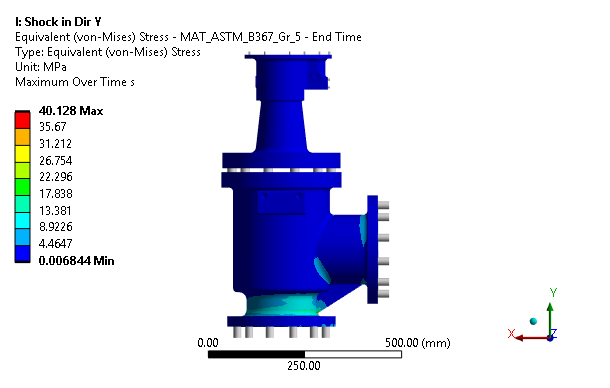 I: Shock in Dir Y
Equivalent (von-Mises) Stress - MAT_ASTM_B367_Gr_5 - End Time
Type: Equivalent (von-Mises) Stress
Unit: MPa
Maximum Over Time s
40.128 Max
35.67
31.212
26.754
22.296
17.838
13.381
8.9226
4.4647
0.006844 Min
0.00
500.00 (mm)
250.00
Y
X
Z